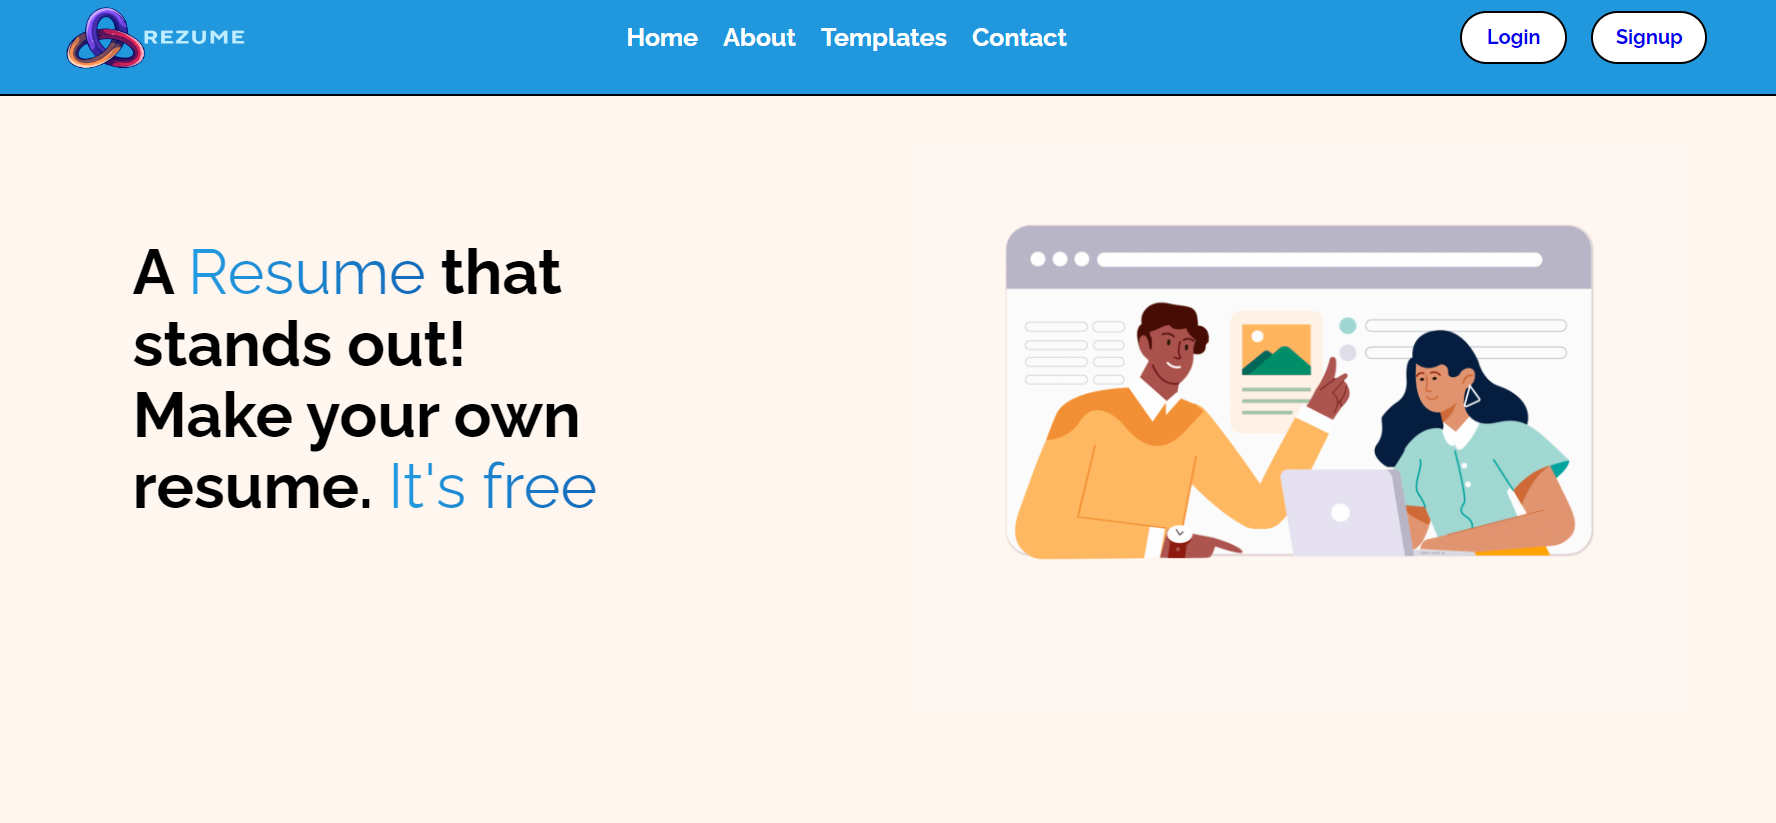 REZUME
Home About Templates Contact
Login Signup
A Resume that
stands out!
Make your own
resume. It's free